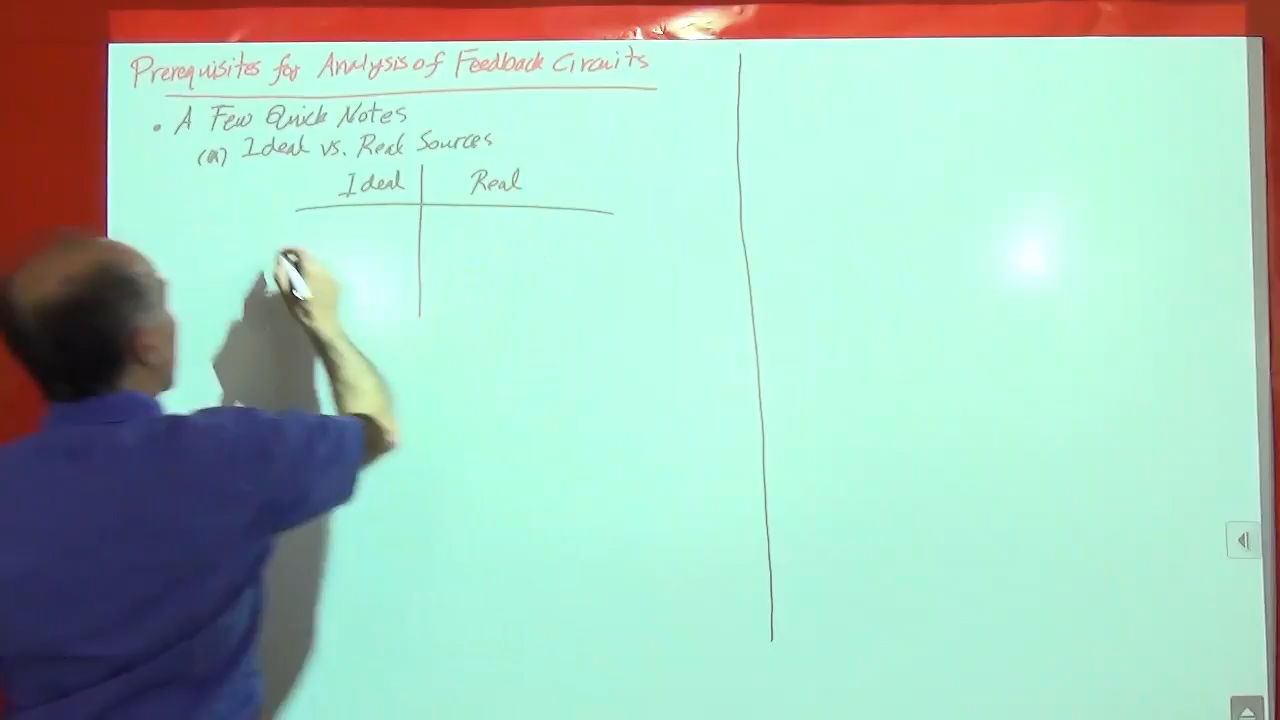 Prerequisites for Analysis of Feedback Circuits
• A Few Quick Notes
(a) Ideal vs. Real Sources
Ideal Real